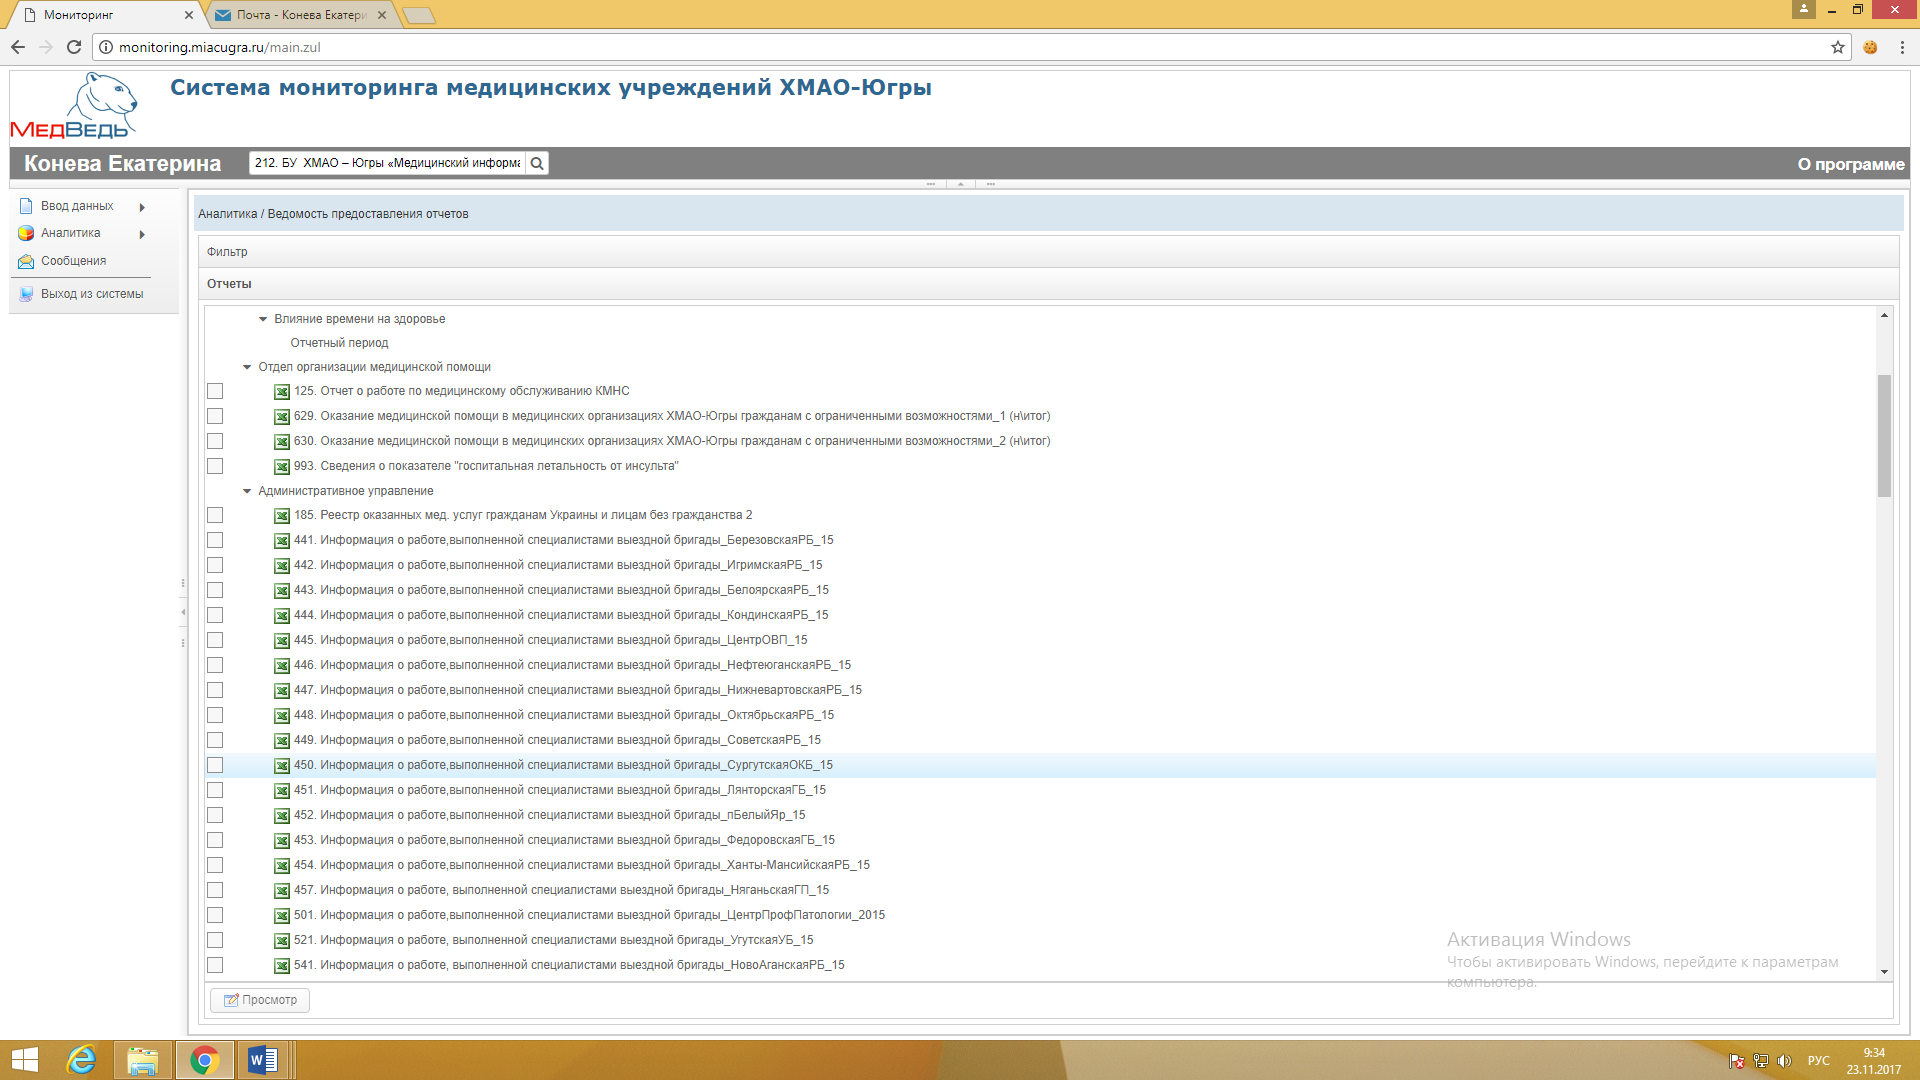 Мониторинг
Почта - Конева Екатери
monitoring.miacugra.ru/main.zul
Система мониторинга медицинских учреждений ХМАО-Югры
МедВедь
Конева Екатерина
212. БУ ХМАО – Югры «Медицинский информа
О программе
Ввод данных
Аналитика
Сообщения
Выход из системы
Аналитика / Ведомость предоставления отчетов
Фильтр
Отчеты
Влияние времени на здоровье
Отчетный период
Отдел организации медицинской помощи
125. Отчет о работе по медицинскому обслуживанию КМНС
629. Оказание медицинской помощи в медицинских организациях ХМАО-Югры гражданам с ограниченными возможностями_1 (н\итог)
630. Оказание медицинской помощи в медицинских организациях ХМАО-Югры гражданам с ограниченными возможностями_2 (н\итог)
993. Сведения о показателе "госпитальная летальность от инсульта"
Административное управление
185. Реестр оказанных мед. услуг гражданам Украины и лицам без гражданства 2
441. Информация о работе,выполненной специалистами выездной бригады_БерезовскаяРБ_15
442. Информация о работе,выполненной специалистами выездной бригады_ИгримскаяРБ_15
443. Информация о работе,выполненной специалистами выездной бригады_БелоярскаяРБ_15
444. Информация о работе,выполненной специалистами выездной бригады_КондинскаяРБ_15
445. Информация о работе,выполненной специалистами выездной бригады_ЦентрОВП_15
446. Информация о работе,выполненной специалистами выездной бригады_НефтеюганскаяРБ_15
447. Информация о работе,выполненной специалистами выездной бригады_НижневартовскаяРБ_15
448. Информация о работе,выполненной специалистами выездной бригады_ОктябрьскаяРБ_15
449. Информация о работе,выполненной специалистами выездной бригады_СоветскаяРБ_15
450. Информация о работе,выполненной специалистами выездной бригады_СургутскаяОКБ_15
451. Информация о работе,выполненной специалистами выездной бригады_ЛянторскаяГБ_15
452. Информация о работе,выполненной специалистами выездной бригады_пБелыйЯр_15
453. Информация о работе,выполненной специалистами выездной бригады_ФедоровскаяГБ_15
454. Информация о работе,выполненной специалистами выездной бригады_Ханты-МансийскаяРБ_15
457. Информация о работе, выполненной специалистами выездной бригады_НяганьскаяГП_15
501. Информация о работе,выполненной специалистами выездной бригады_ЦентрПрофПатологии_2015
521. Информация о работе, выполненной специалистами выездной бригады_УгутскаяУБ_15
541. Информация о работе, выполненной специалистами выездной бригады_НовоАганскаяРБ_15
Активация Windows
Чтобы активировать Windows, перейдите к параметрам
компьютера.
Просмотр
РУС
9:34
23.11.2017